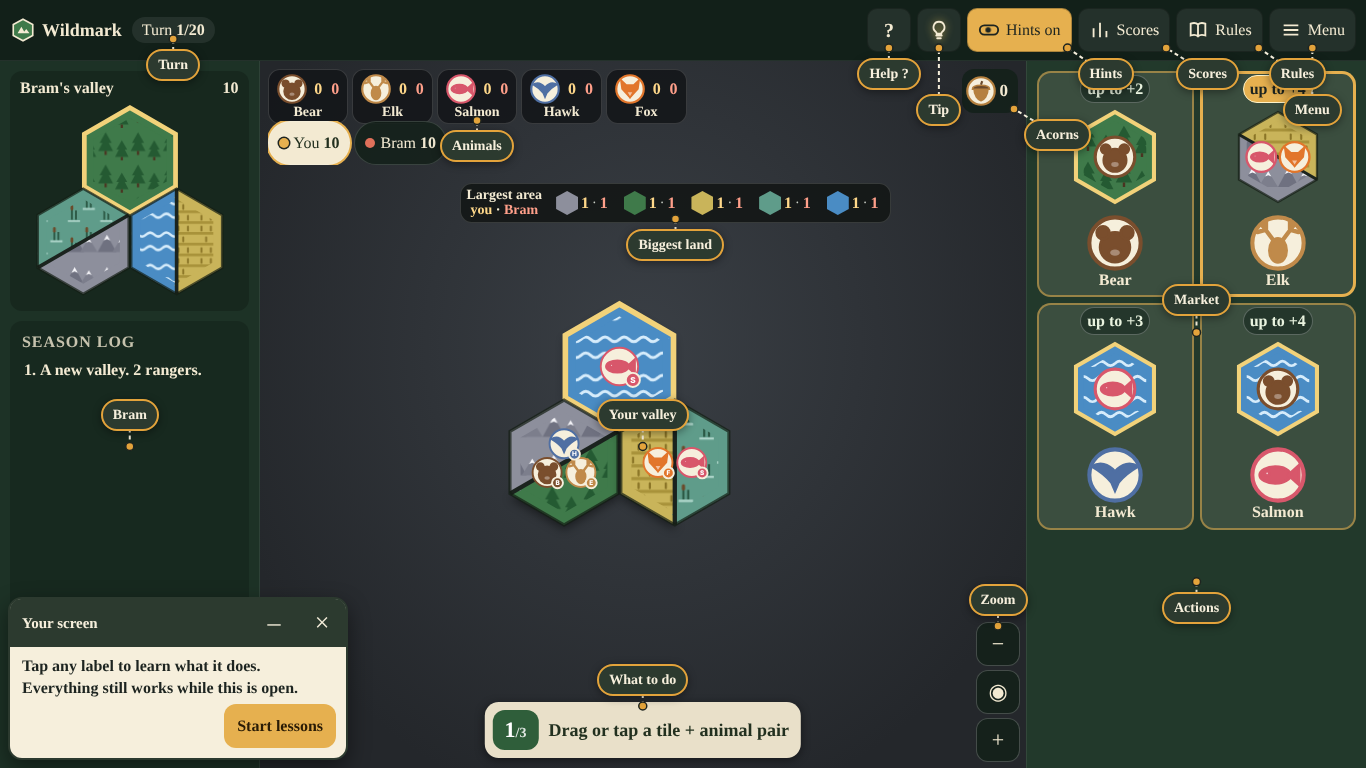 Wildmark
Turn 1/20
?
Hints on
Scores
Rules
Menu
Turn
Help ?
Tip
Hints
Scores
Rules
Menu
Acorns
Bram's valley 10
0 0
Bear
0 0
Elk
0 0
Salmon
0 0
Hawk
0 0
Fox
0
You 10
Bram 10
Animals
Largest area
you · Bram
1 · 1
1 · 1
1 · 1
1 · 1
1 · 1
Biggest land
up to +2
up to +4
Bear
Elk
Market
up to +3
up to +4
Hawk
Salmon
Actions
SEASON LOG
1. A new valley. 2 rangers.
Bram
S
Your valley
H
B
E
F
S
Your screen
Tap any label to learn what it does.
Everything still works while this is open.
Start lessons
Zoom
−
+
What to do
1/3
Drag or tap a tile + animal pair